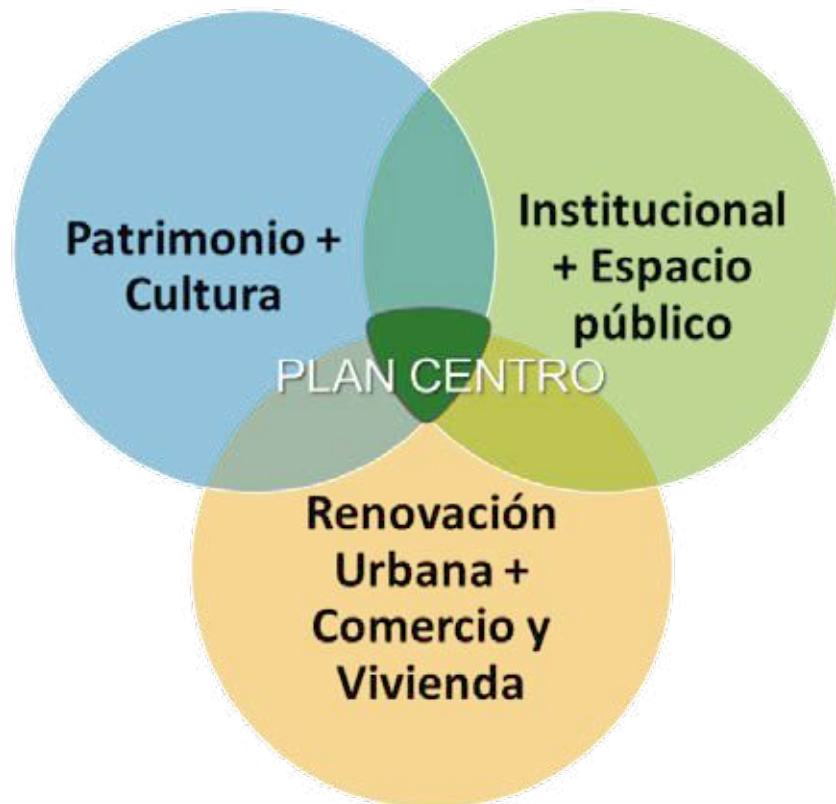 Patrimonio +
Cultura
Institucional
+ Espacio
público
PLAN CENTRO
Renovación
Urbana +
Comercio y
Vivienda